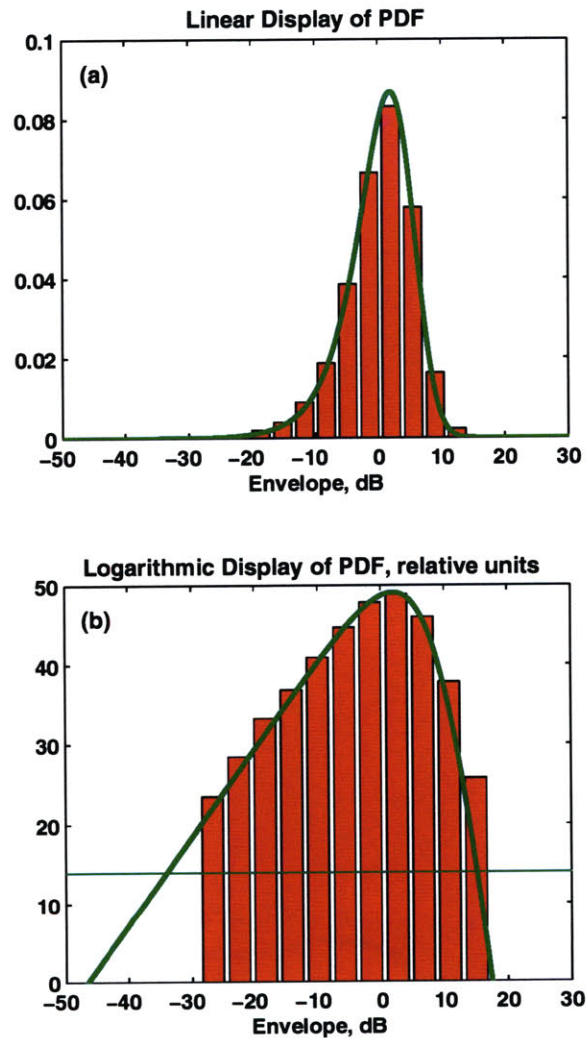 Linear Display of PDF
(a)
0.1
0.08
0.06
0.04
0.02
0
−50 −40 −30 −20 −10 0 10 20 30
Envelope, dB
Logarithmic Display of PDF, relative units
(b)
50
40
30
20
10
0
−50 −40 −30 −20 −10 0 10 20 30
Envelope, dB